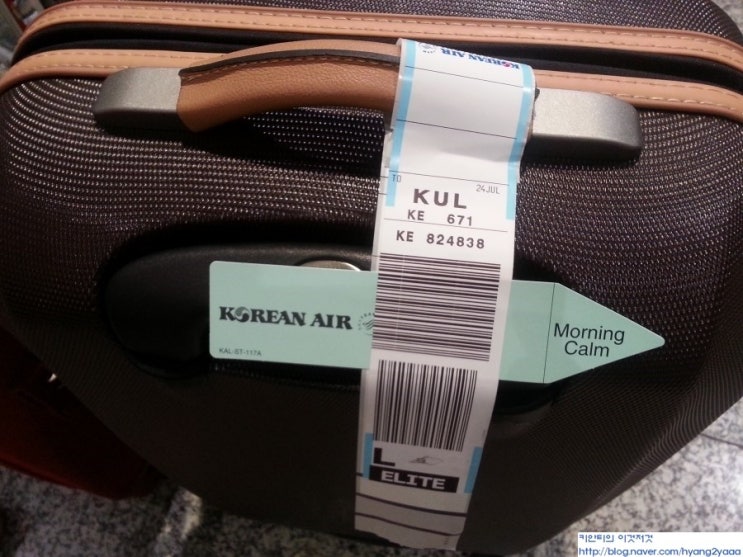 KOREAN AIR
TO
24JUL
KUL
KE 671
KE 824838
KOREAN AIR
Morning
Calm
KAL-ST-117A
L
ELITE
키안티의 이것저것
http://blog.naver.com/hyang2yaaa